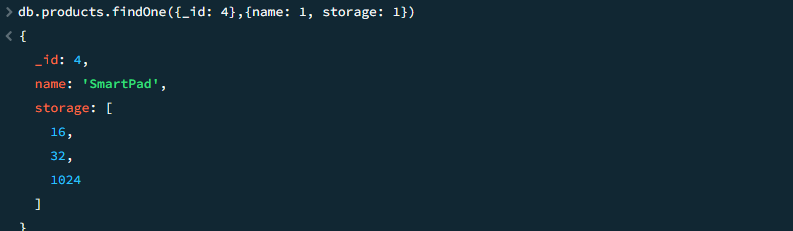 > db.products.findOne({_id: 4},{name: 1, storage: 1})
< {
_id: 4,
name: 'SmartPad',
storage: [
16,
32,
1024
]
}